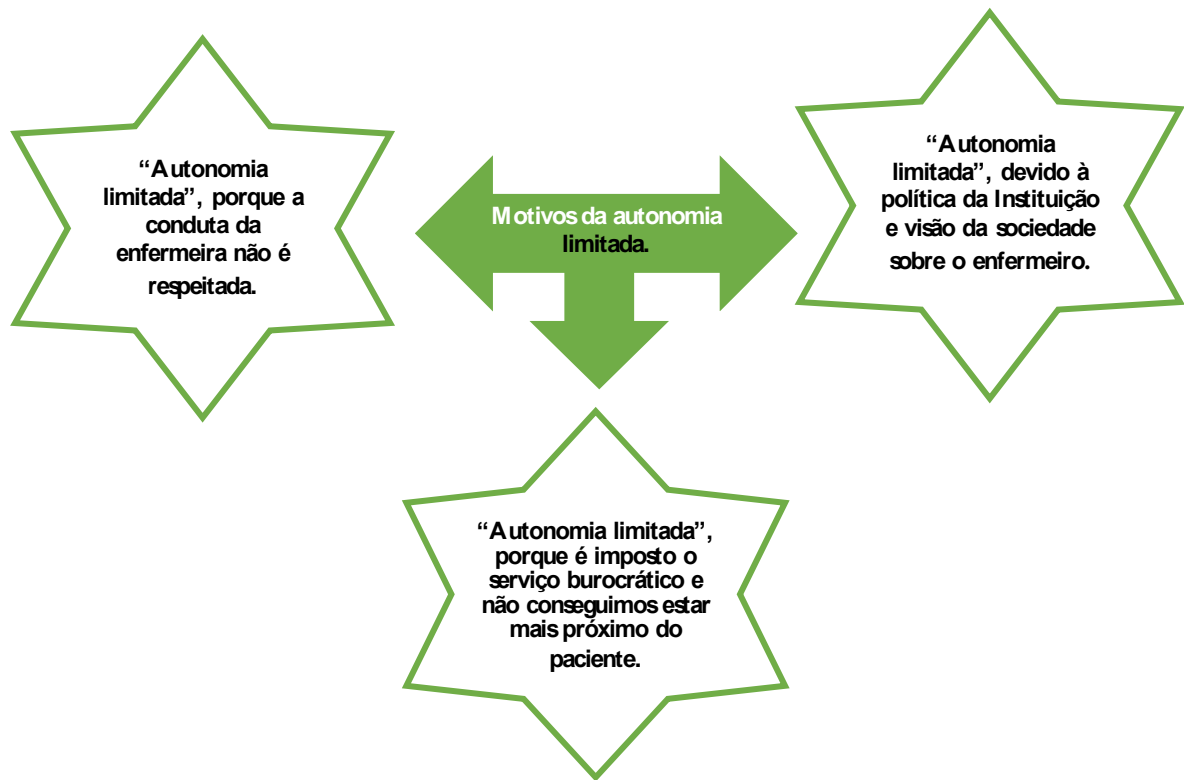 “Autonomia
limitada”, porque a
conduta da
enfermeira não é
respeitada.
Motivos da autonomia
limitada.
“Autonomia
limitada”, devido à
política da Instituição
e visão da sociedade
sobre o enfermeiro.
“Autonomia limitada”,
porque é imposto o
serviço burocrático e
não conseguimos estar
mais próximo do
paciente.